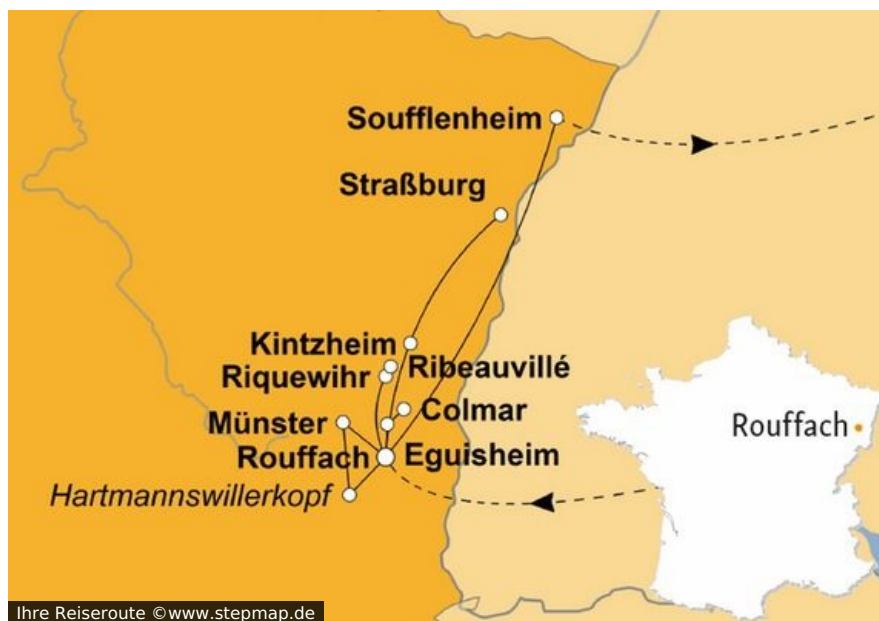 Soufflenheim
Straßburg
Kintzheim
Ribeauvillé
Riquewihr
Colmar
Münster
Rouffach
Eguisheim
Hartmannswillerkopf
Rouffach
Ihre Reiseroute ©www.stepmap.de